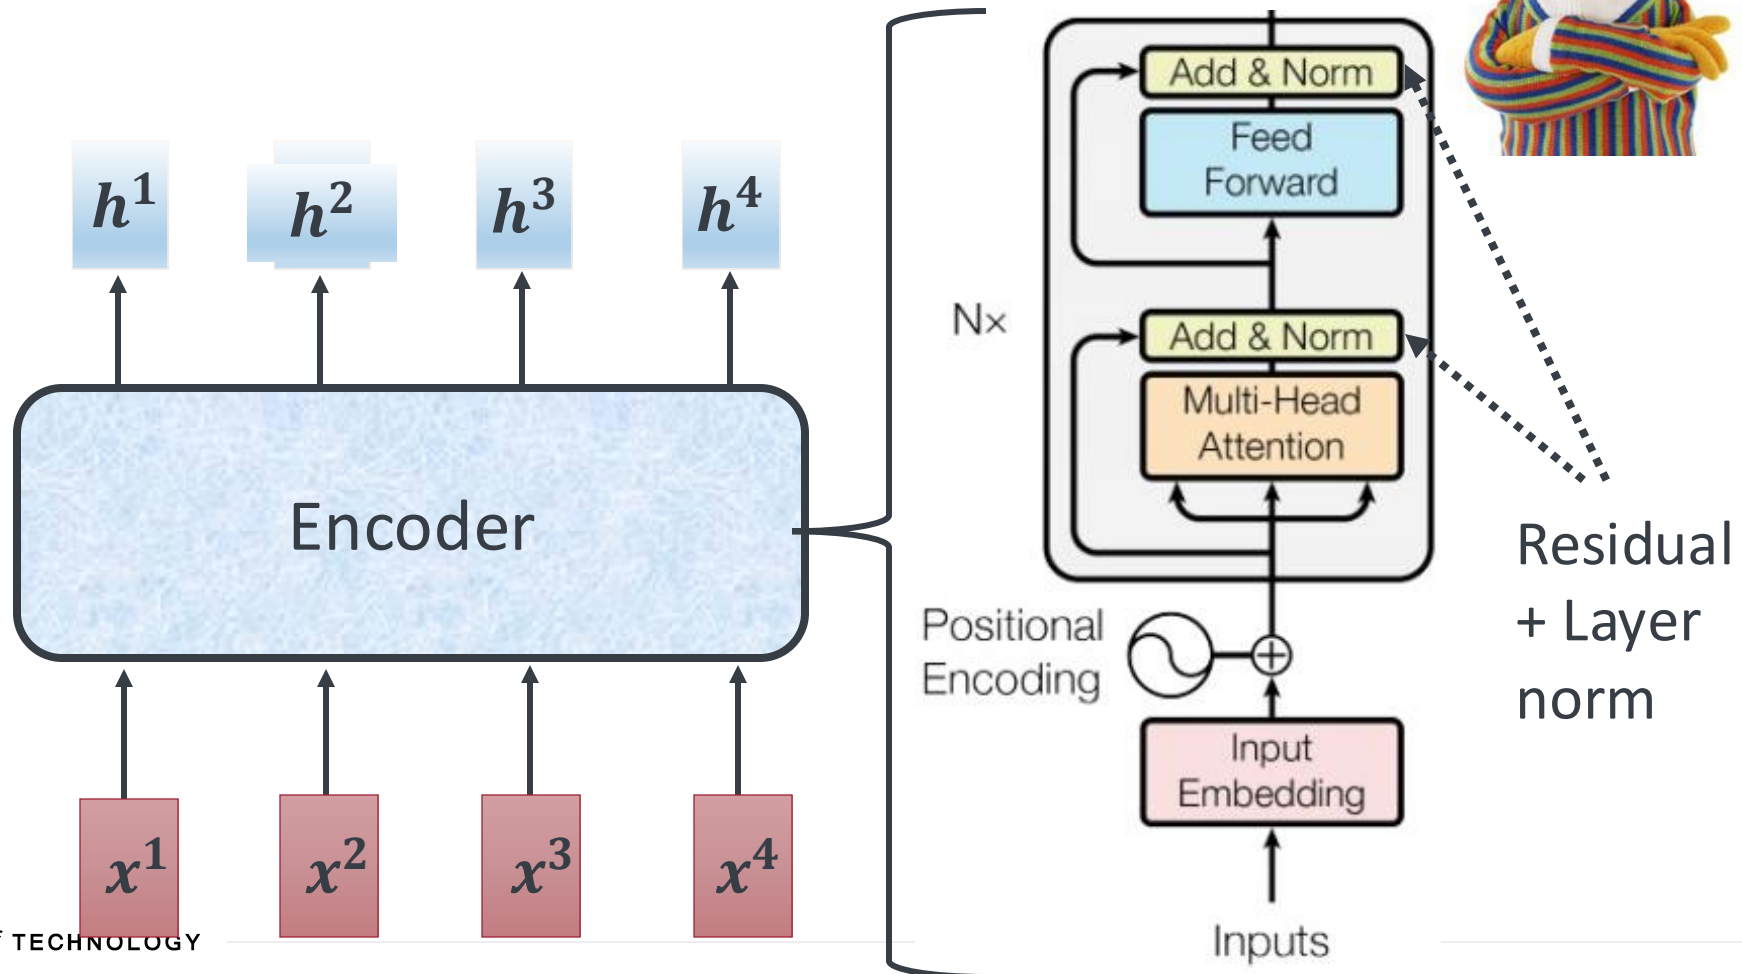 h¹ h² h³ h⁴
Encoder
x¹ x² x³ x⁴
TECHNOLOGY
Add & Norm
Feed
Forward
N×
Add & Norm
Multi-Head
Attention
Positional
Encoding
Input
Embedding
Inputs
Residual
+ Layer
norm